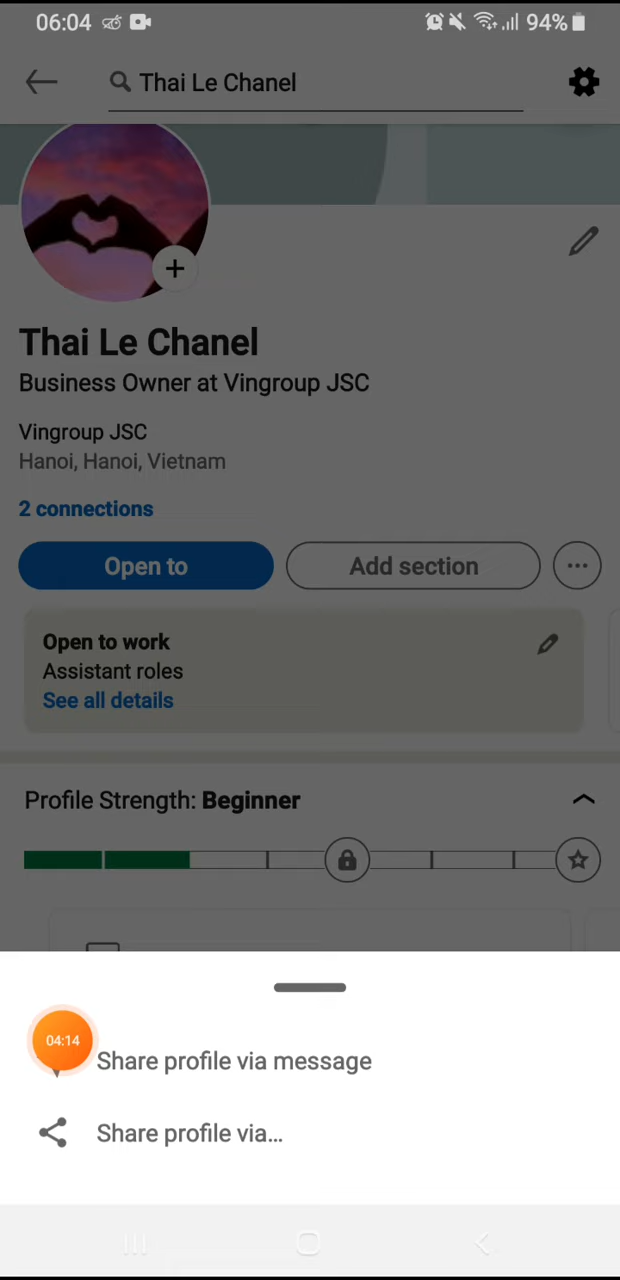 06:04 94%
Thai Le Chanel
Thai Le Chanel
Business Owner at Vingroup JSC
Vingroup JSC
Hanoi, Hanoi, Vietnam
2 connections
Open to Add section
Open to work
Assistant roles
See all details
Profile Strength: Beginner
04:14
Share profile via message
Share profile via...